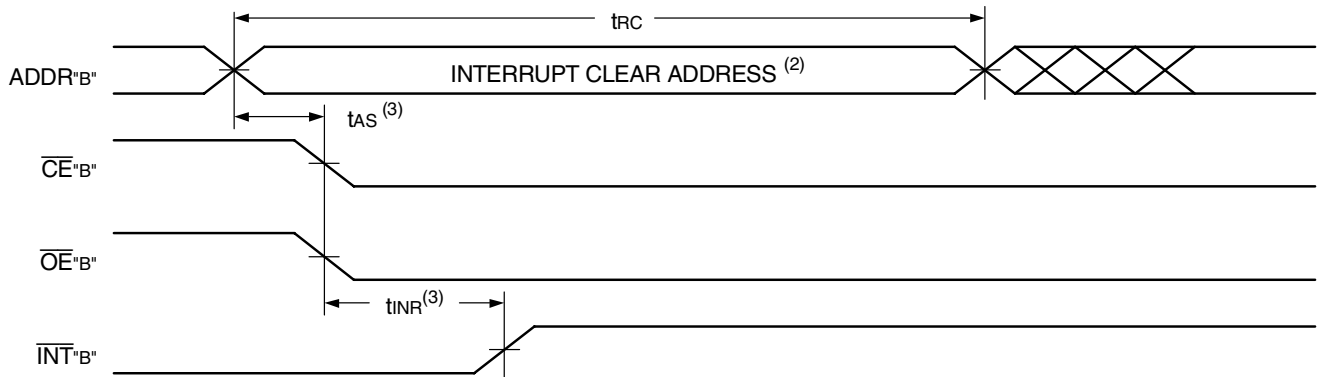 tRC
ADDR"B"
INTERRUPT CLEAR ADDRESS (2)
tAS (3)
CE"B"
OE"B"
tINR(3)
INT"B"